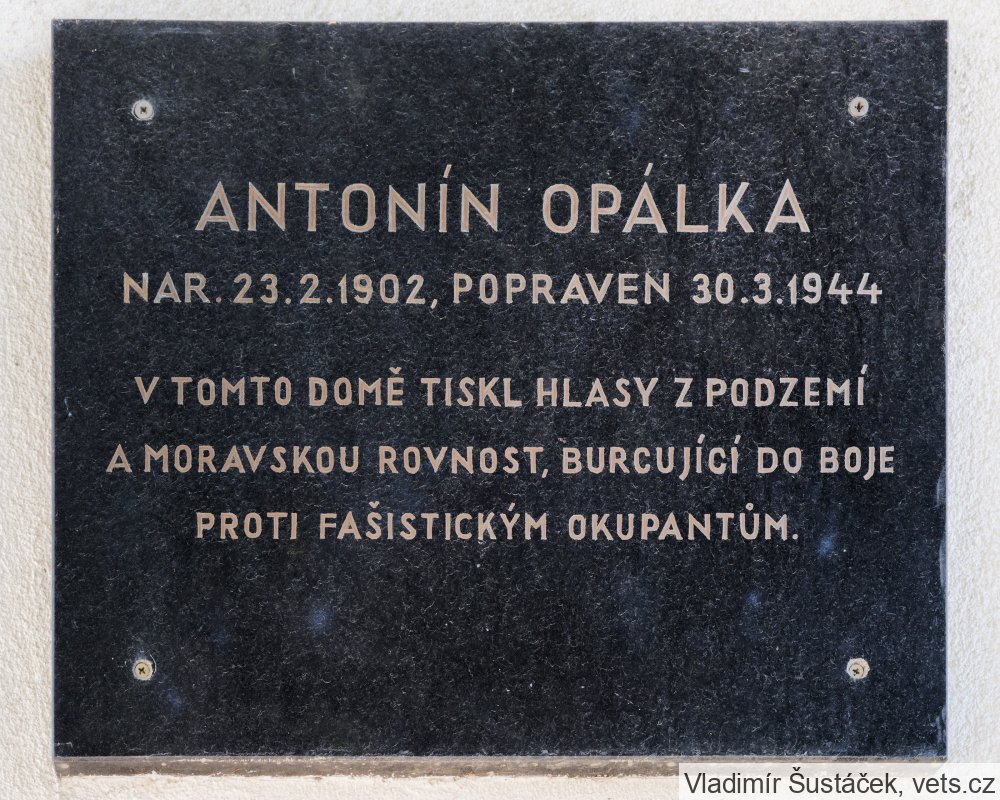 ANTONÍN OPÁLKA
NAR. 23.2.1902, POPRAVEN 30.3.1944
V TOMTO DOMĚ TISKL HLASY Z PODZEMÍ
A MORAVSKOU ROVNOST, BURCUJÍCÍ DO BOJE
PROTI FAŠISTICKÝM OKUPANTŮM.
Vladimír Šustáček, vets.cz